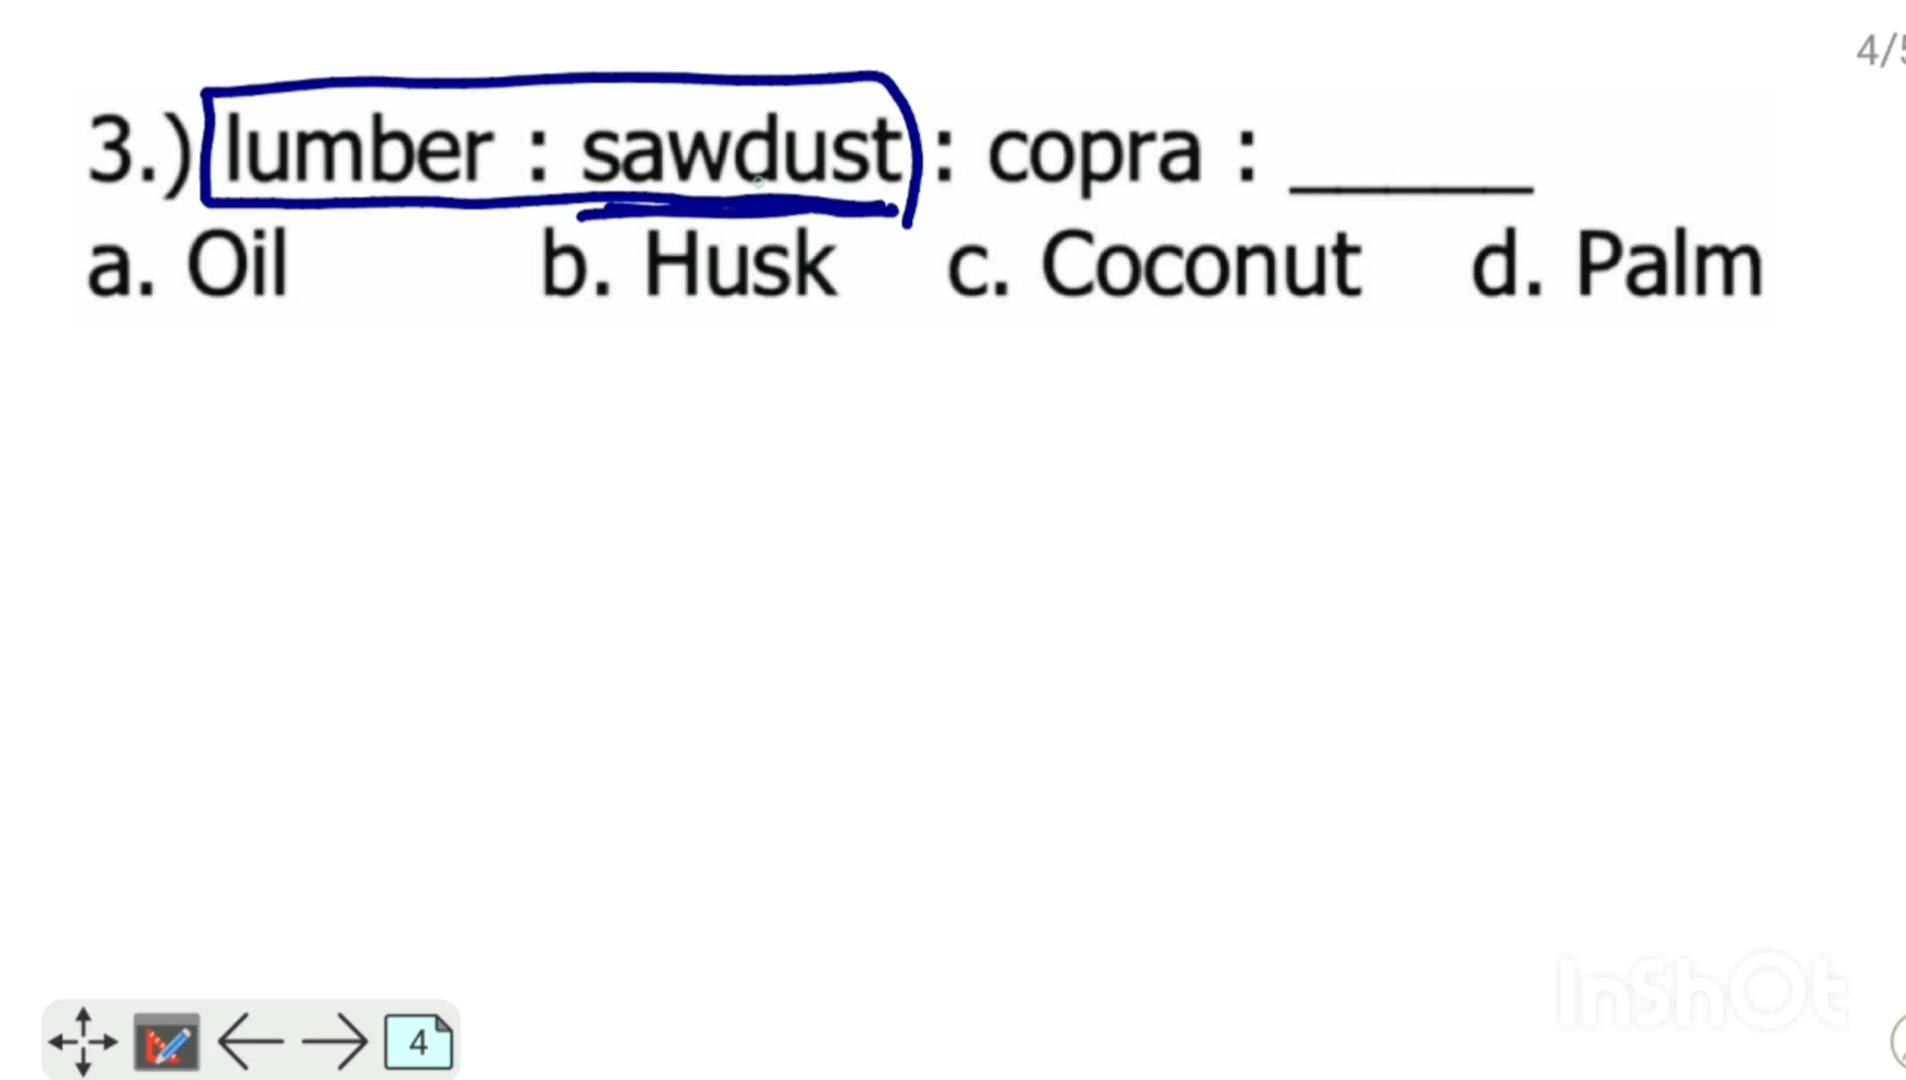 4/5
3.) lumber : sawdust : copra : ______
a. Oil b. Husk c. Coconut d. Palm
InShOt
4